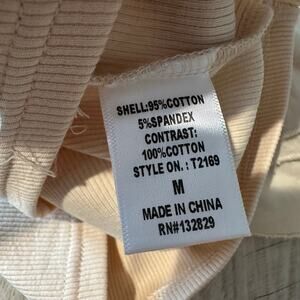 SHELL:95%COTTON
5%SPANDEX
CONTRAST:
100%COTTON
STYLE ON.: T2169
M
MADE IN CHINA
RN#132829